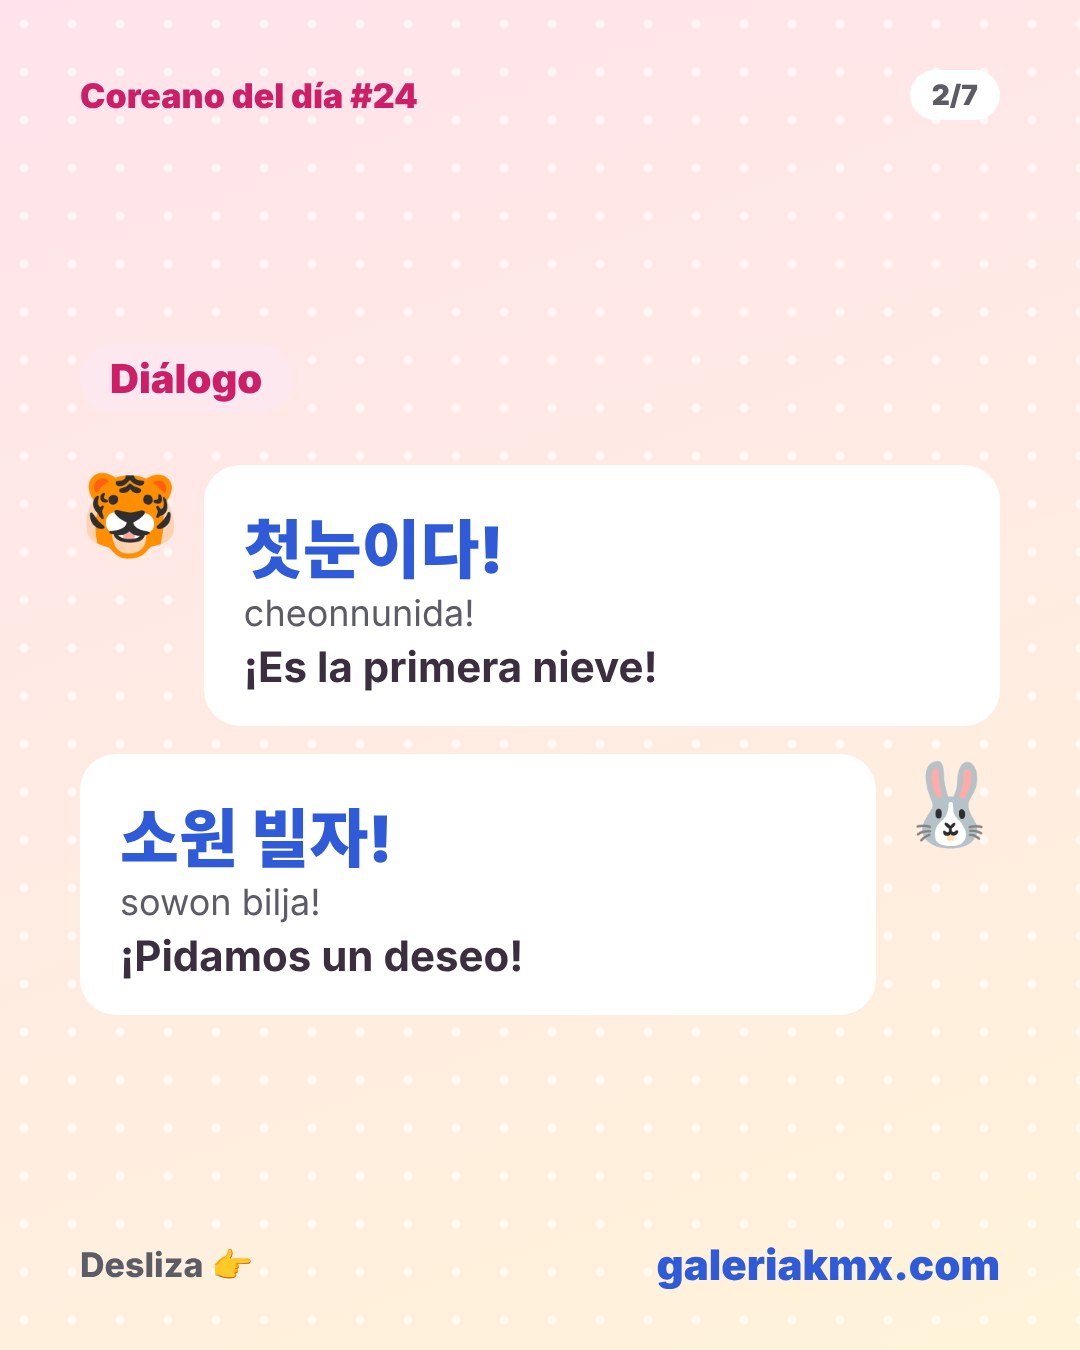 Coreano del día #24
2/7
Diálogo
첫눈이다!
cheonnunida!
¡Es la primera nieve!
소원 빌자!
sowon bilja!
¡Pidamos un deseo!
Desliza 👉
galeriakmx.com